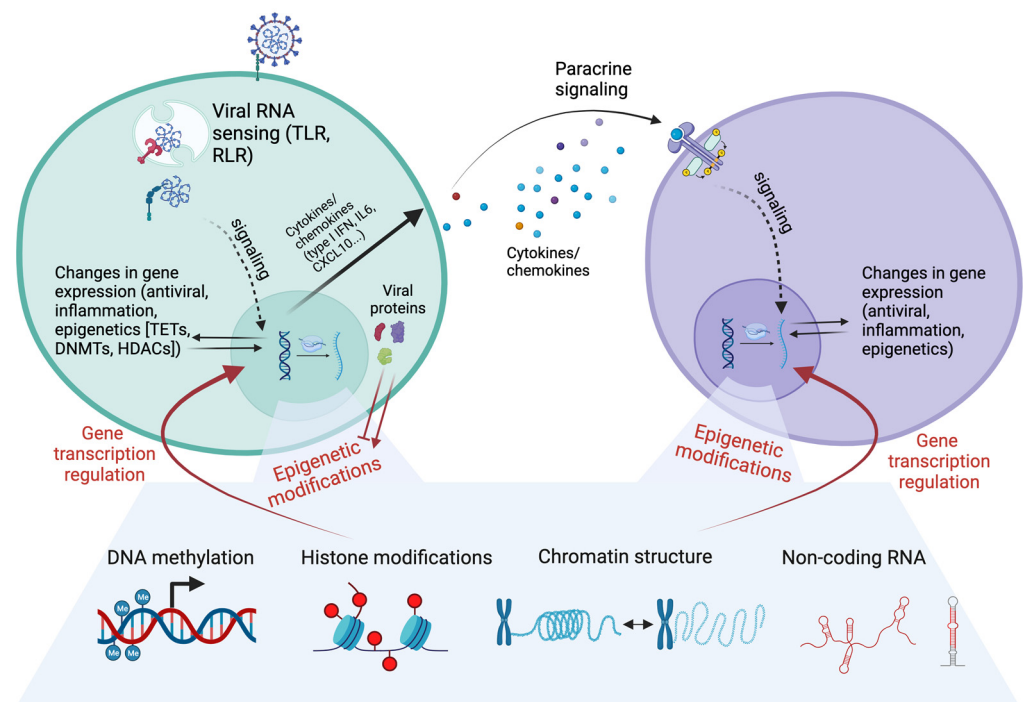 Viral RNA
sensing (TLR,
RLR)
signaling
Cytokines/
chemokines
(type I IFN, IL6,
CXCL10...)
Changes in gene
expression (antiviral,
inflammation,
epigenetics [TETs,
DNMTs, HDACs])
Viral
proteins
Paracrine
signaling
Cytokines/
chemokines
signaling
Changes in gene
expression
(antiviral,
inflammation,
epigenetics)
Gene
transcription
regulation
Epigenetic
modifications
Epigenetic
modifications
Gene
transcription
regulation
DNA methylation
Me
Me
Me
Me
Histone modifications
Chromatin structure
Non-coding RNA